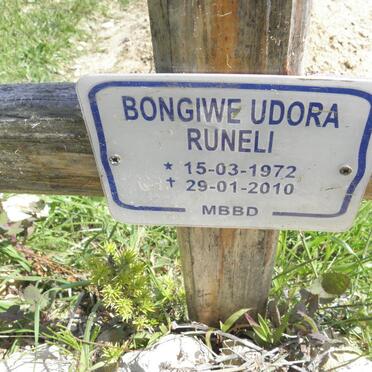 BONGIWE UDORA
RUNELI
* 15-03-1972
† 29-01-2010
MBBD